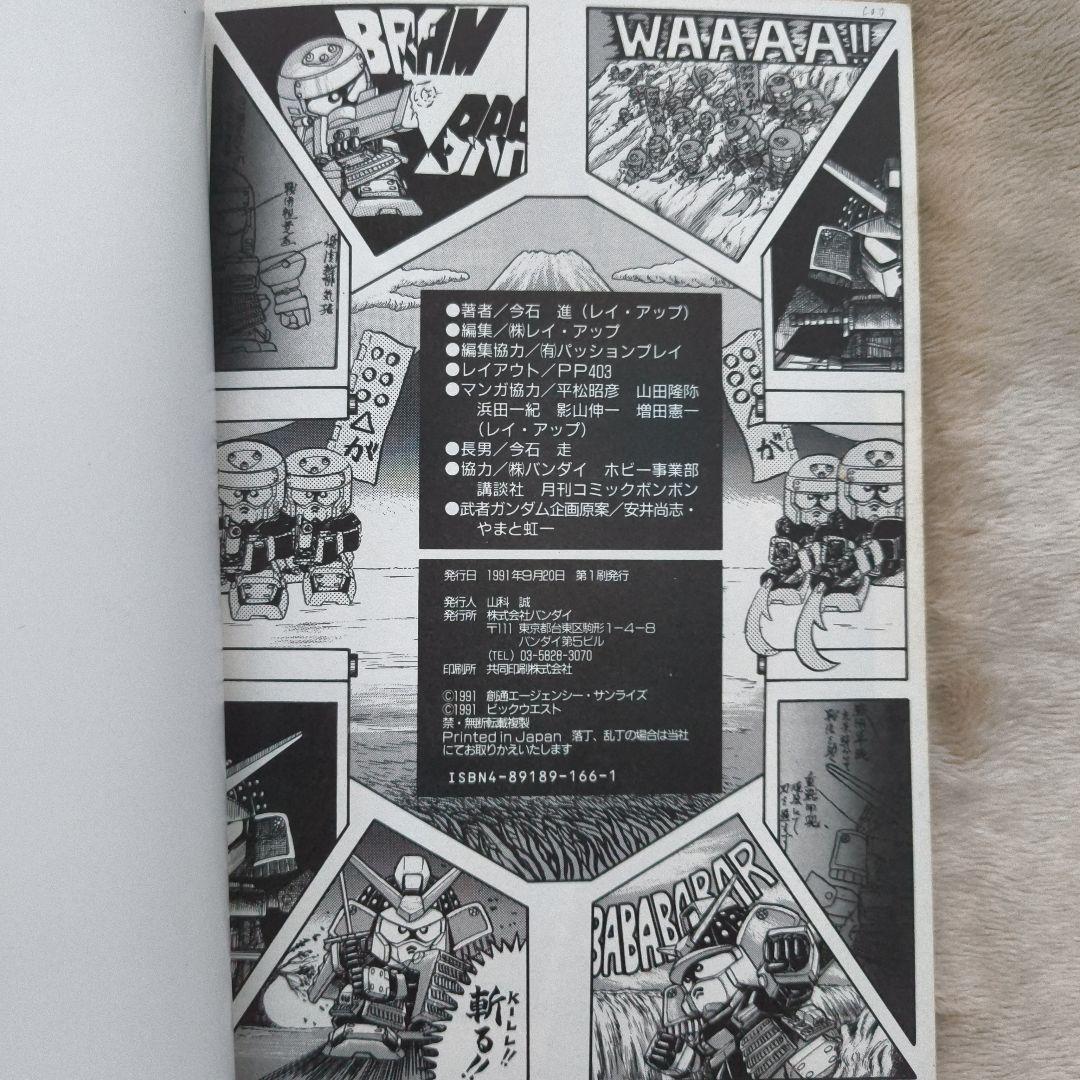 BRAM
BRA
WAAAA!!
●著者／今石　進（レイ・アップ）
●編集／㈱レイ・アップ
●編集協力／㈲パッションプレイ
●レイアウト／PP403
●マンガ協力／平松昭彦　山田隆弥
浜田一紀　影山伸一　増田憲一
（レイ・アップ）
●長男／今石　走
●協力／㈱バンダイ　ホビー事業部
講談社　月刊コミックボンボン
●武者ガンダム企画原案／安井尚志・
やまと虹一
が
が
発行日　1991年9月20日　第1刷発行
発行人　山科　誠
発行所　株式会社バンダイ
〒111 東京都台東区駒形1－4－8
バンダイ第5ビル
（TEL）03-5828-3070
印刷所　共同印刷株式会社
©1991　創通エージェンシー・サンライズ
©1991　ビックウエスト
禁・無断転載複製
Printed in Japan　落丁、乱丁の場合は当社
にてお取りかえいたします
ISBN4-89189-166-1
KILL!!
斬る!!
BABABABAR